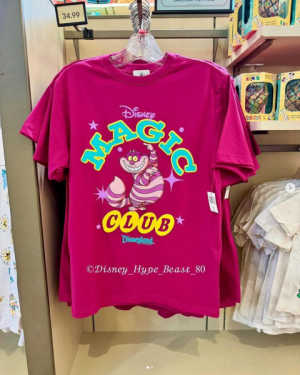 34.99
Disney
MAGIC
CLUB
Disneyland
©Disney_Hype_Beast_80